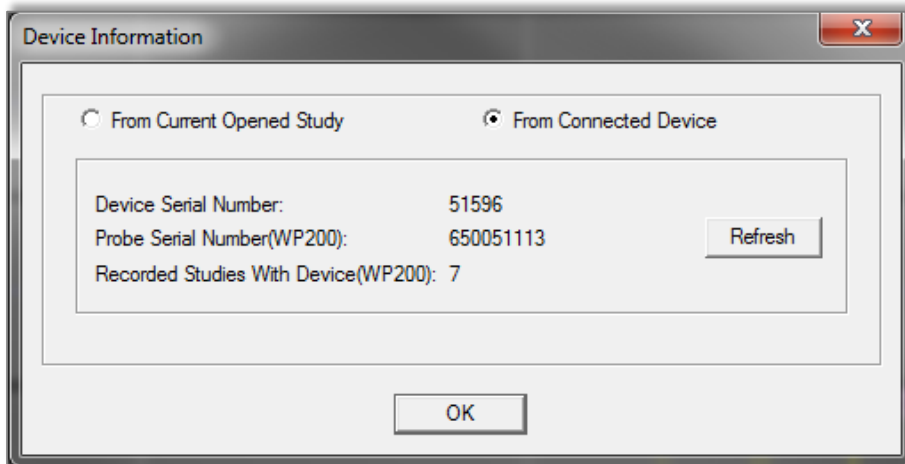 Device Information
From Current Opened Study From Connected Device
Device Serial Number: 51596
Probe Serial Number(WP200): 650051113
Refresh
Recorded Studies With Device(WP200): 7
OK